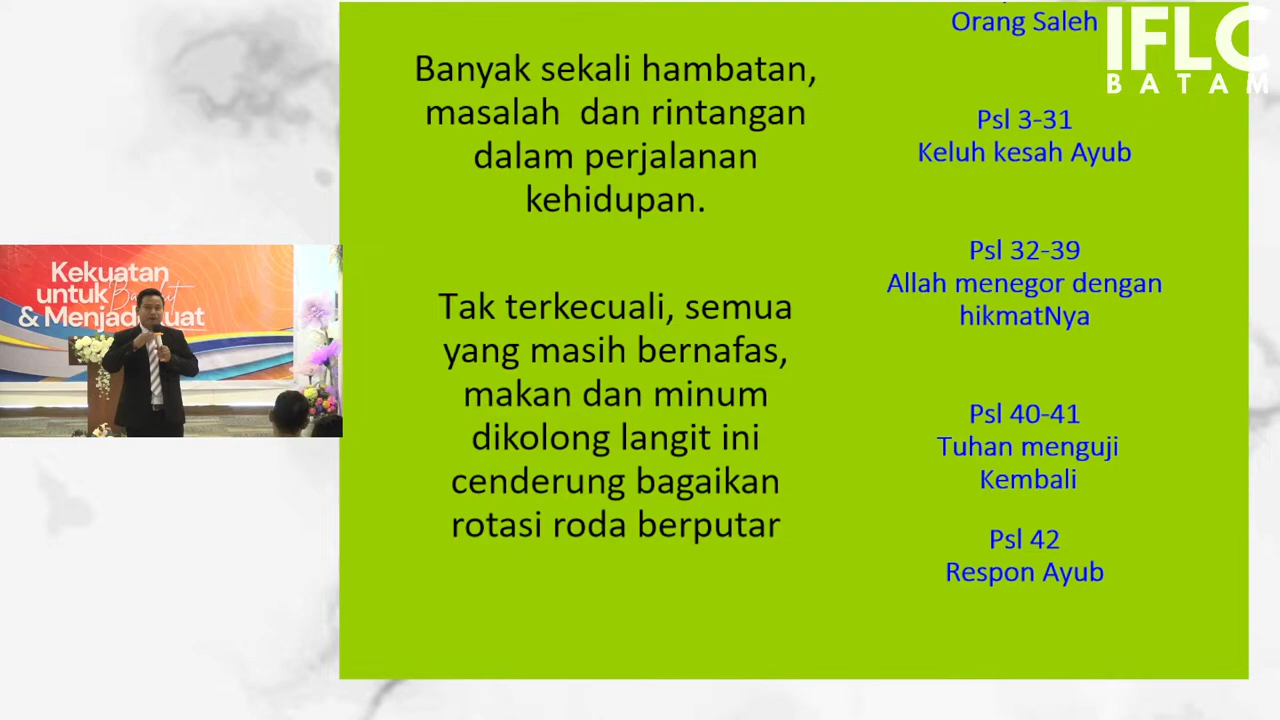 Orang Saleh
IFLC
BATAM
Banyak sekali hambatan,
masalah dan rintangan
dalam perjalanan
kehidupan.
Tak terkecuali, semua
yang masih bernafas,
makan dan minum
dikolong langit ini
cenderung bagaikan
rotasi roda berputar
Psl 3-31
Keluh kesah Ayub
Psl 32-39
Allah menegor dengan
hikmatNya
Psl 40-41
Tuhan menguji
Kembali
Psl 42
Respon Ayub
Kekuatan
untuk
& Menjadi